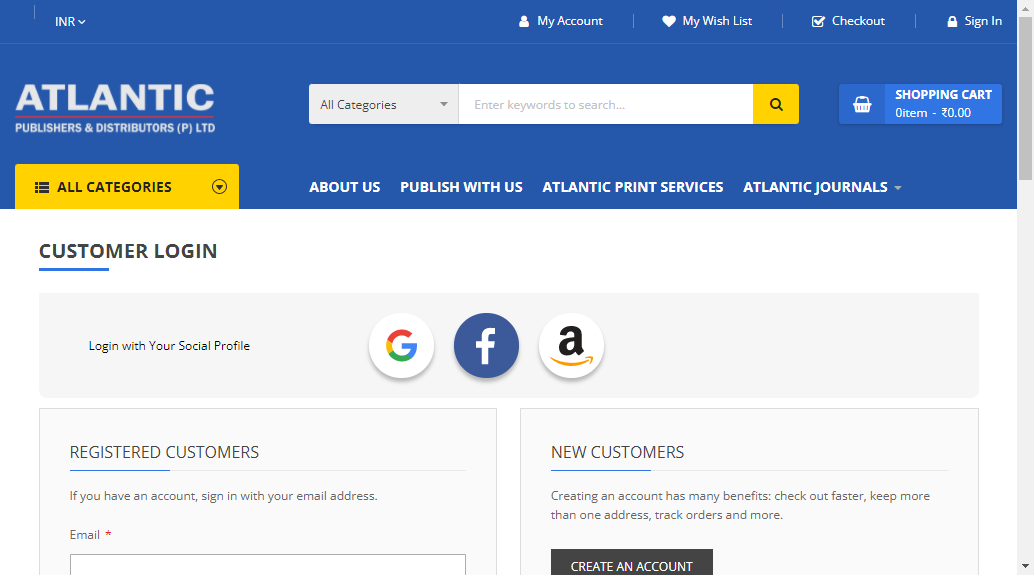 INR
My Account
My Wish List
Checkout
Sign In
ATLANTIC
PUBLISHERS & DISTRIBUTORS (P) LTD
All Categories
Enter keywords to search...
SHOPPING CART
0item - ₹0.00
ALL CATEGORIES
ABOUT US
PUBLISH WITH US
ATLANTIC PRINT SERVICES
ATLANTIC JOURNALS
CUSTOMER LOGIN
Login with Your Social Profile
REGISTERED CUSTOMERS
If you have an account, sign in with your email address.
Email *
NEW CUSTOMERS
Creating an account has many benefits: check out faster, keep more
than one address, track orders and more.
CREATE AN ACCOUNT